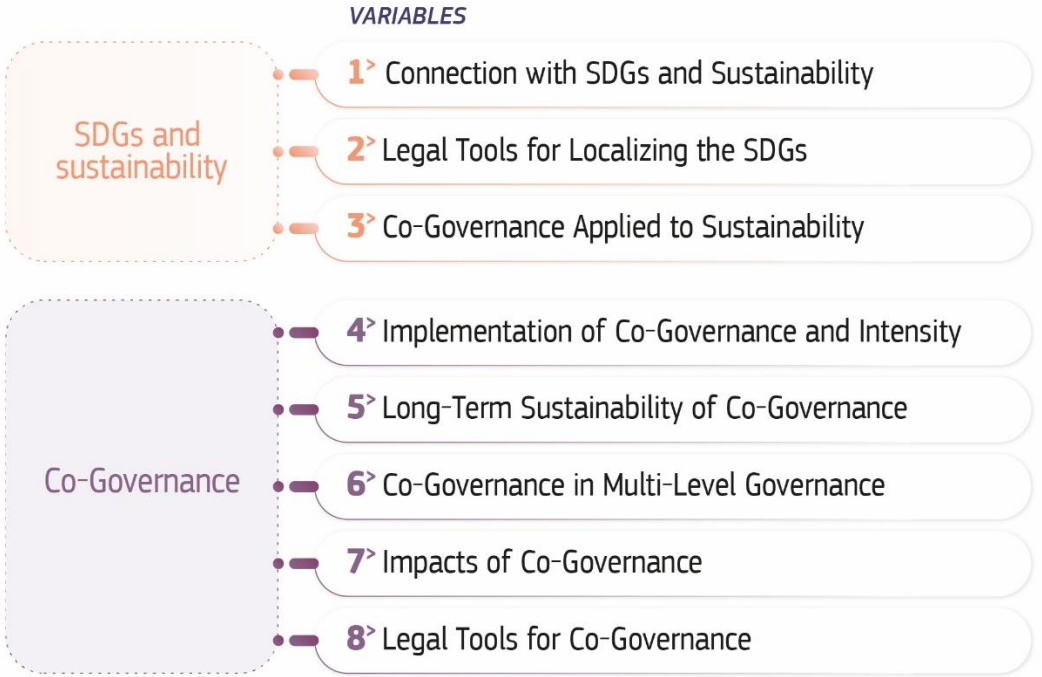 VARIABLES
SDGs and
sustainability
1> Connection with SDGs and Sustainability
2> Legal Tools for Localizing the SDGs
3> Co-Governance Applied to Sustainability
Co-Governance
4> Implementation of Co-Governance and Intensity
5> Long-Term Sustainability of Co-Governance
6> Co-Governance in Multi-Level Governance
7> Impacts of Co-Governance
8> Legal Tools for Co-Governance